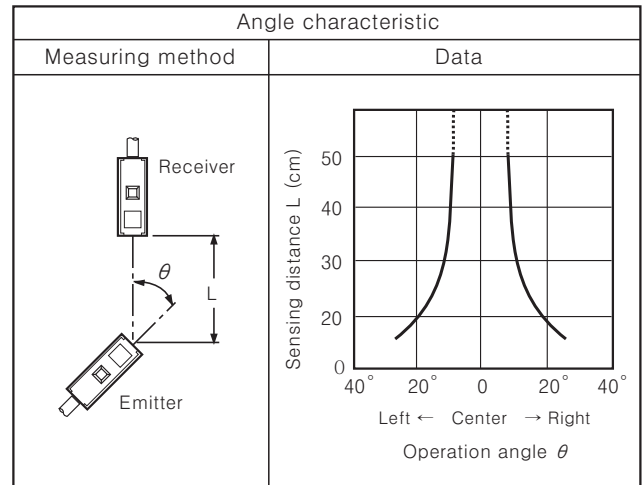 Angle characteristic
Measuring method
Data
Receiver
θ
L
Emitter
Sensing distance L (cm)
50
40
30
20
0
40° 20° 0 20° 40°
Left ← Center → Right
Operation angle θ